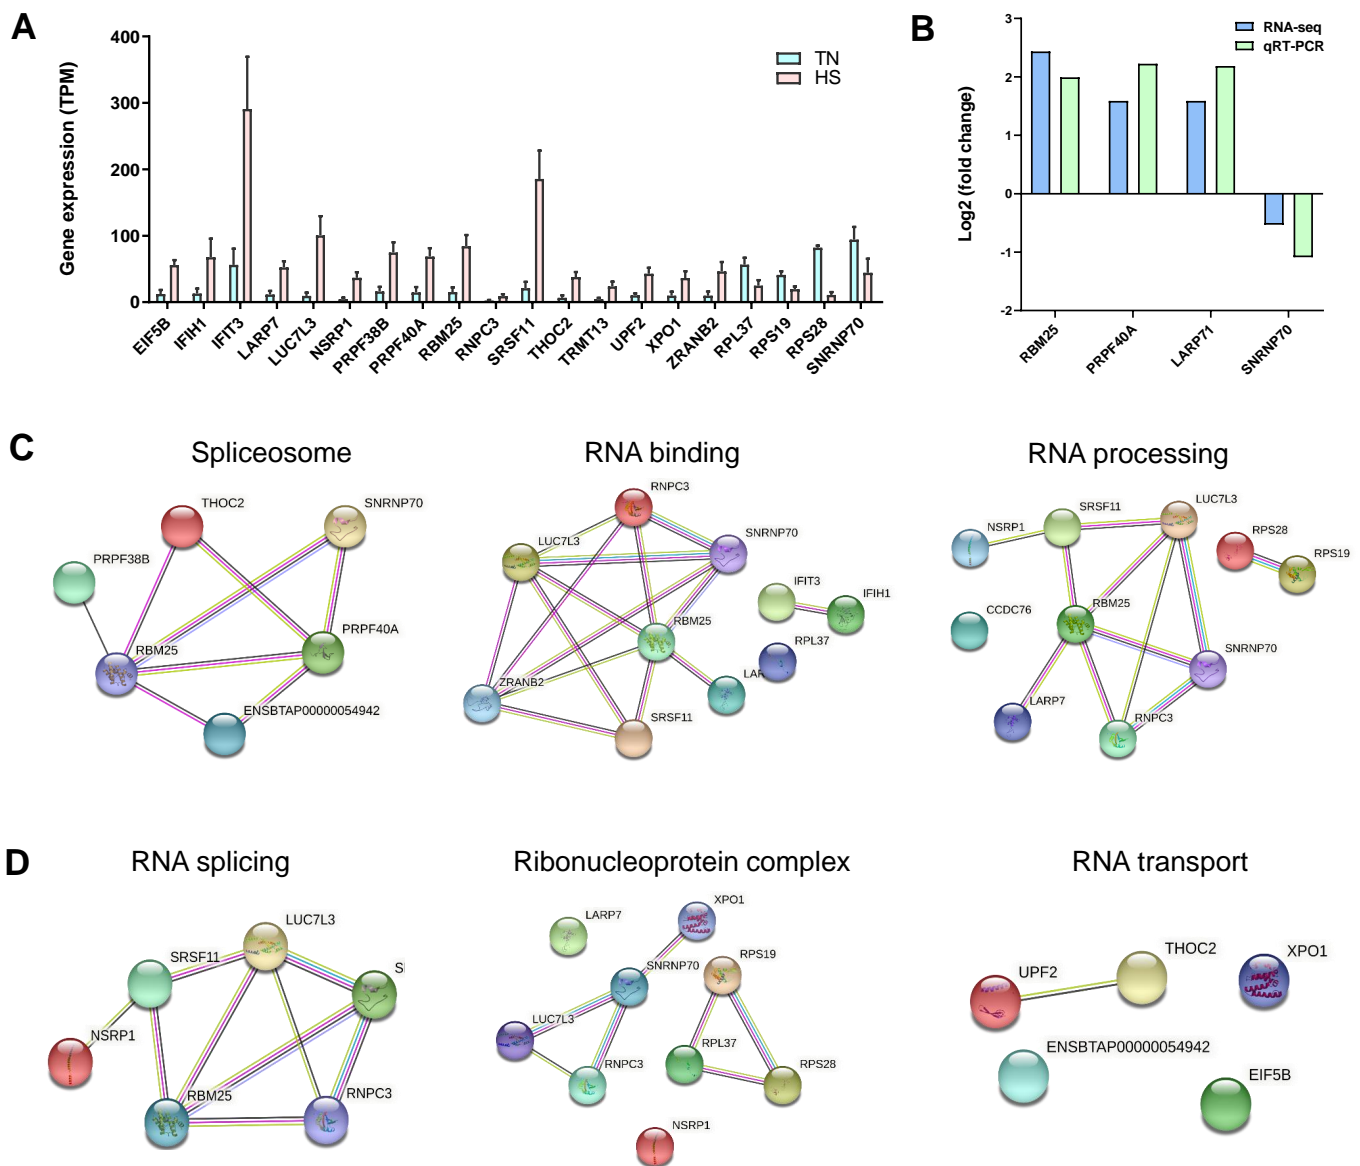 A
Gene expression (TPM)
400
300
200
100
0
TN
HS
EIF5B
IFIH1
IFIT3
LARP7
LUC7L3
NSRP1
PRPF38B
PRPF40A
RBM25
RNPC3
SRSF11
THOC2
TRMT13
UPF2
XPO1
ZRANB2
RPL37
RPS19
RPS28
SNRNP70
B
Log2 (fold change)
3
2
1
0
-1
-2
RNA-seq
qRT-PCR
RBM25
PRPF40A
LARP71
SNRNP70
C
Spliceosome
THOC2
SNRNP70
PRPF38B
PRPF40A
RBM25
ENSBTAP00000054942
RNA binding
RNPC3
SNRNP70
LUC7L3
IFIT3
IFIH1
RBM25
RPL37
ZRANB2
LAR
SRSF11
RNA processing
LUC7L3
SRSF11
NSRP1
RPS28
RPS19
CCDC76
RBM25
SNRNP70
LARP7
RNPC3
D
RNA splicing
LUC7L3
SRSF11
NSRP1
RBM25
RNPC3
Ribonucleoprotein complex
XPO1
LARP7
RPS19
SNRNP70
LUC7L3
RPL37
RNPC3
RPS28
NSRP1
RNA transport
THOC2
XPO1
UPF2
ENSBTAP00000054942
EIF5B